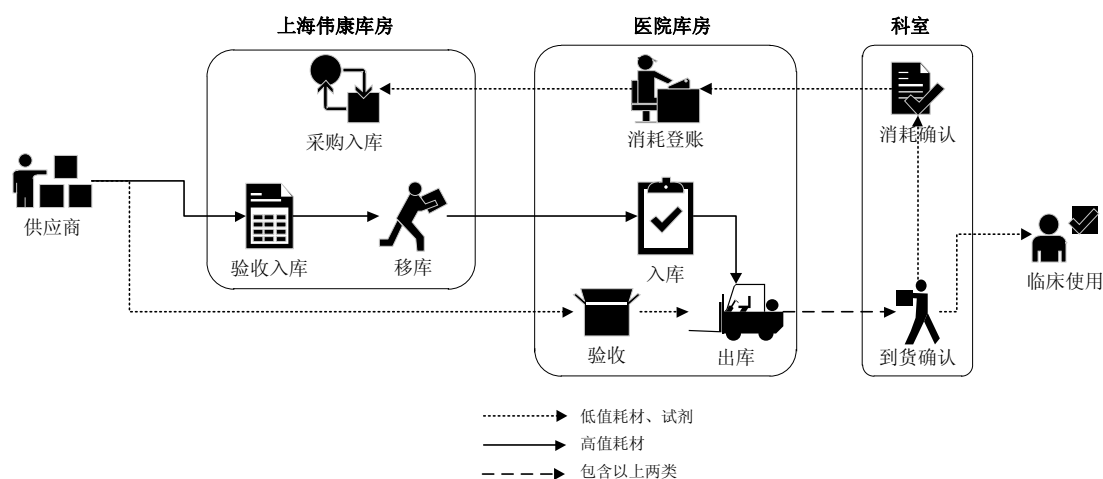 上海伟康库房
医院库房
科室
采购入库
消耗登账
消耗确认
供应商
验收入库
移库
入库
临床使用
验收
出库
到货确认
低值耗材、试剂
高值耗材
包含以上两类